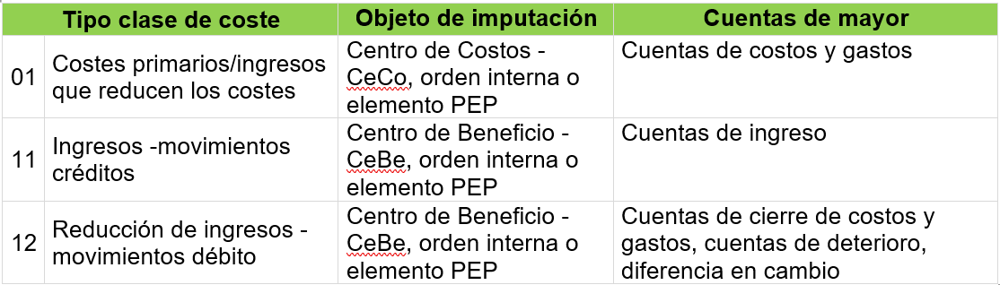 Tipo clase de coste
Objeto de imputación
Cuentas de mayor
01
Costes primarios/ingresos
que reducen los costes
Centro de Costos -
CeCo, orden interna o
elemento PEP
Cuentas de costos y gastos
11
Ingresos -movimientos
créditos
Centro de Beneficio -
CeBe, orden interna o
elemento PEP
Cuentas de ingreso
12
Reducción de ingresos -
movimientos débito
Centro de Beneficio -
CeBe, orden interna o
elemento PEP
Cuentas de cierre de costos y
gastos, cuentas de deterioro,
diferencia en cambio